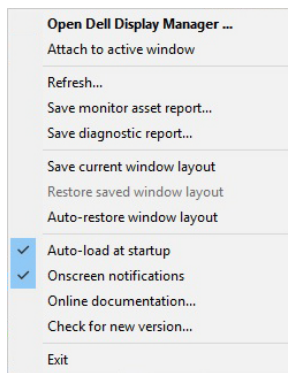 Open Dell Display Manager ...
Attach to active window
Refresh...
Save monitor asset report...
Save diagnostic report...
Save current window layout
Restore saved window layout
Auto-restore window layout
Auto-load at startup
Onscreen notifications
Online documentation...
Check for new version...
Exit